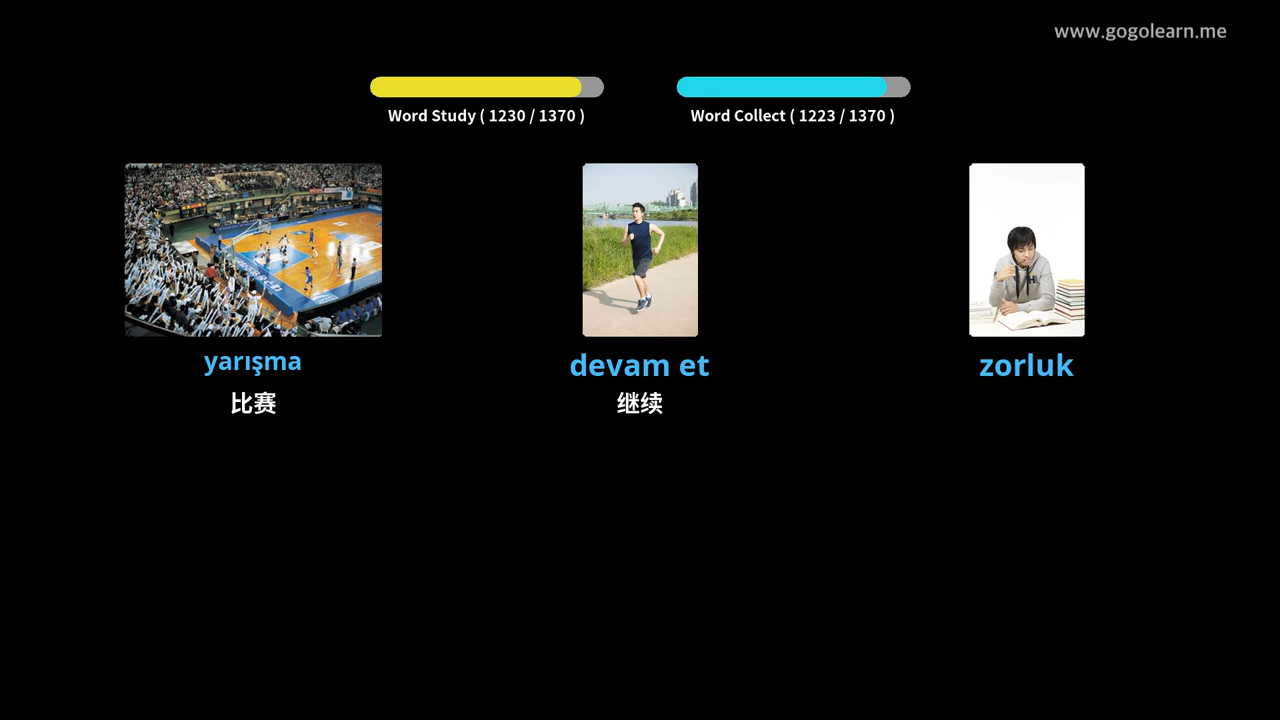 www.gogolearn.me
Word Study ( 1230 / 1370 )
Word Collect ( 1223 / 1370 )
yarışma
devam et
zorluk
比赛
继续